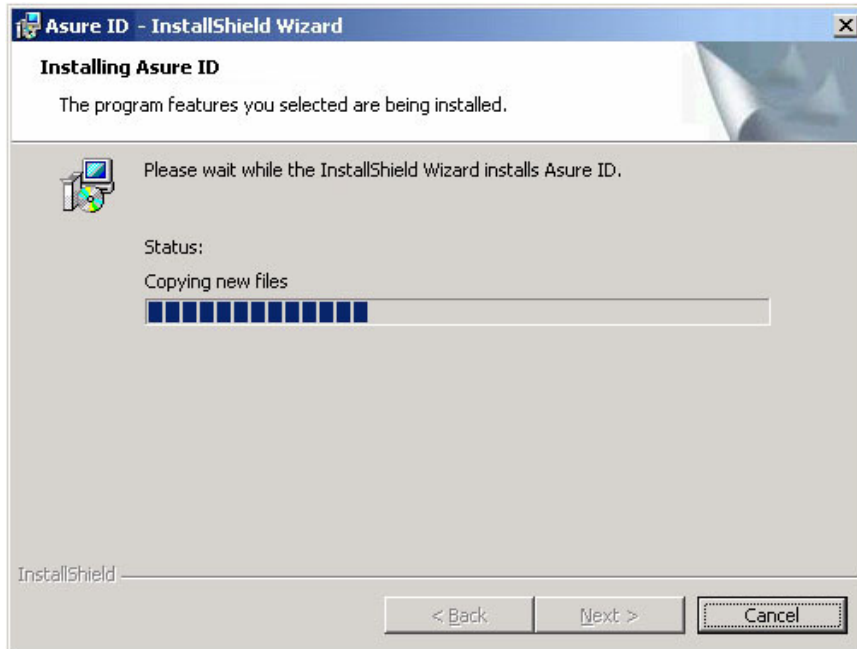 Asure ID - InstallShield Wizard
Installing Asure ID
The program features you selected are being installed.
Please wait while the InstallShield Wizard installs Asure ID.
Status:
Copying new files
InstallShield
< Back Next > Cancel